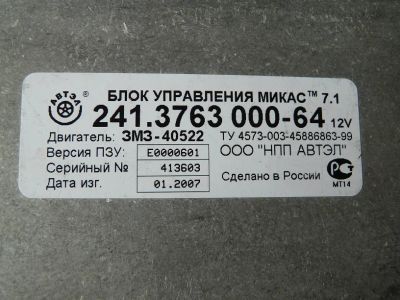 АВТЭЛ ®
БЛОК УПРАВЛЕНИЯ МИКАС™ 7.1
241.3763 000-64 12V
Двигатель: ЗМЗ-40522 ТУ 4573-003-45886863-99
Версия ПЗУ: E0000601 ООО "НПП АВТЭЛ"
Серийный № 413603
Сделано в России
Дата изг. 01.2007
МТ14